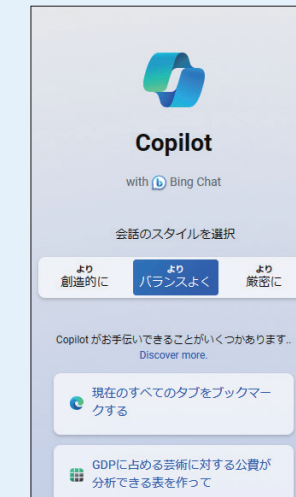 Copilot
with b Bing Chat
会話のスタイルを選択
より より より
創造的に バランスよく 厳密に
Copilot がお手伝いできることがいくつかあります..
Discover more.
現在のすべてのタブをブックマー
クする
GDPに占める芸術に対する公費が
分析できる表を作って